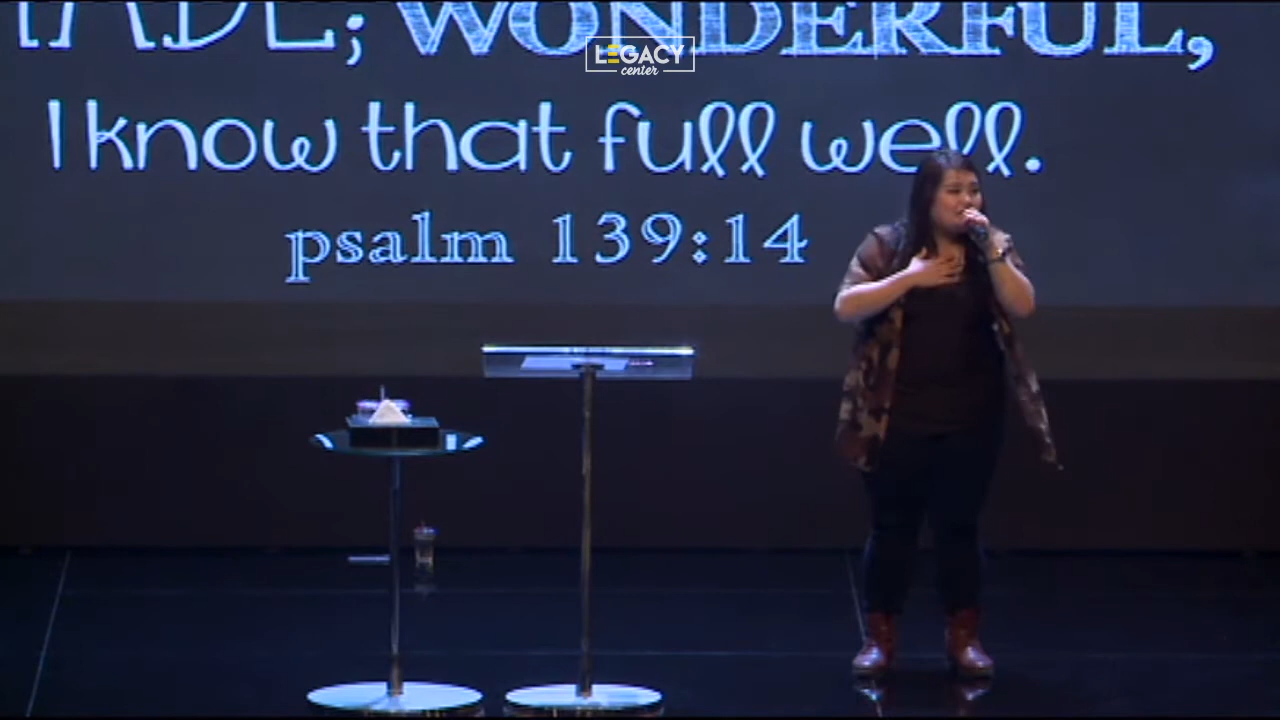 WONDERFUL,
LEGACY
center
I know that full well.
psalm 139:14